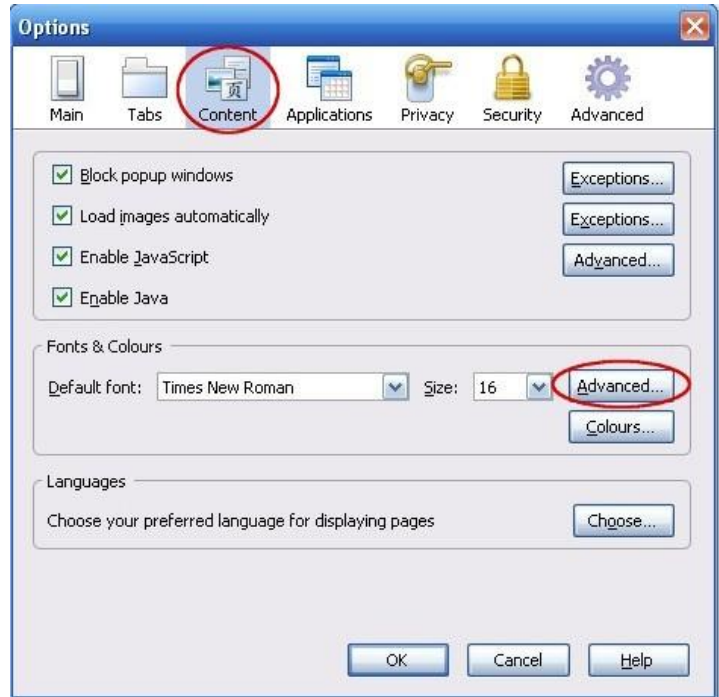 Options
Main Tabs Content Applications Privacy Security Advanced
页
Block popup windows Exceptions...
Load images automatically Exceptions...
Enable JavaScript Advanced...
Enable Java
Fonts & Colours
Default font: Times New Roman Size: 16 Advanced...
Colours...
Languages
Choose your preferred language for displaying pages Choose...
OK Cancel Help